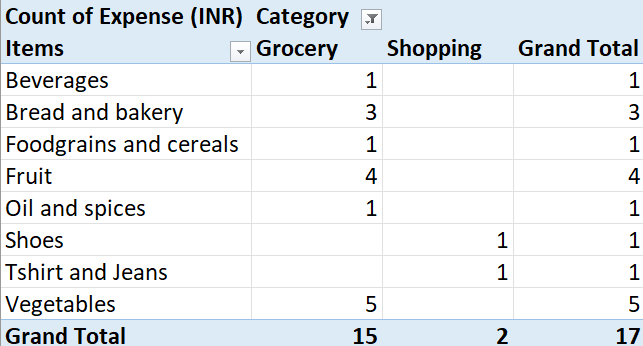 Count of Expense (INR) Category
Items Grocery Shopping Grand Total
Beverages 1 1
Bread and bakery 3 3
Foodgrains and cereals 1 1
Fruit 4 4
Oil and spices 1 1
Shoes 1 1
Tshirt and Jeans 1 1
Vegetables 5 5
Grand Total 15 2 17